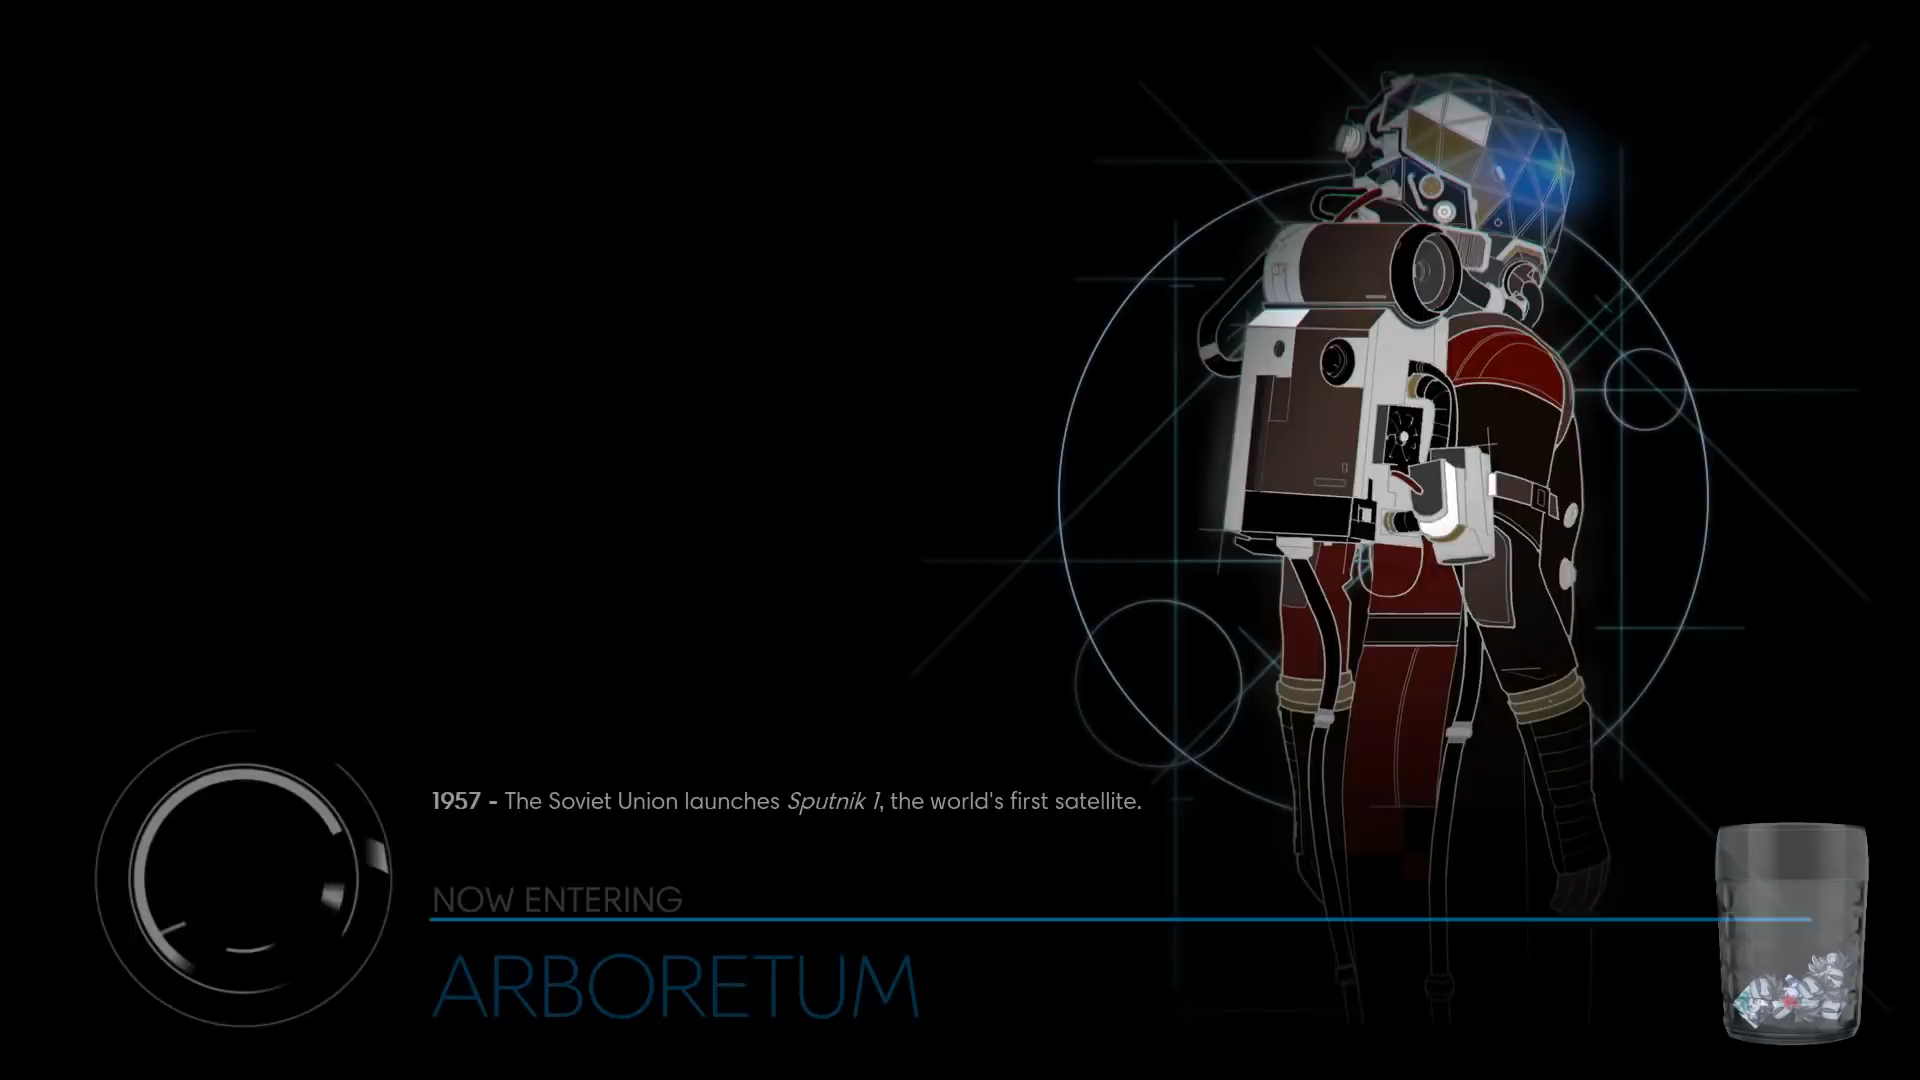 1957 - The Soviet Union launches Sputnik 1, the world's first satellite.
NOW ENTERING
ARBORETUM